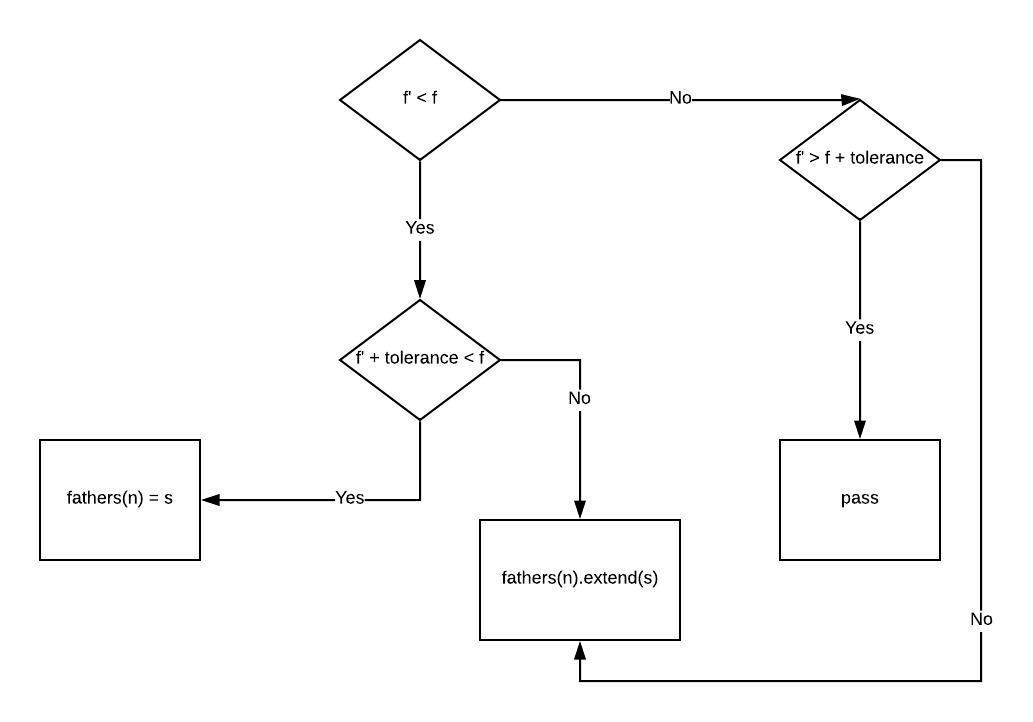 f' < f
No
f' > f + tolerance
Yes
Yes
f' + tolerance < f
No
Yes
fathers(n) = s
pass
fathers(n).extend(s)
No